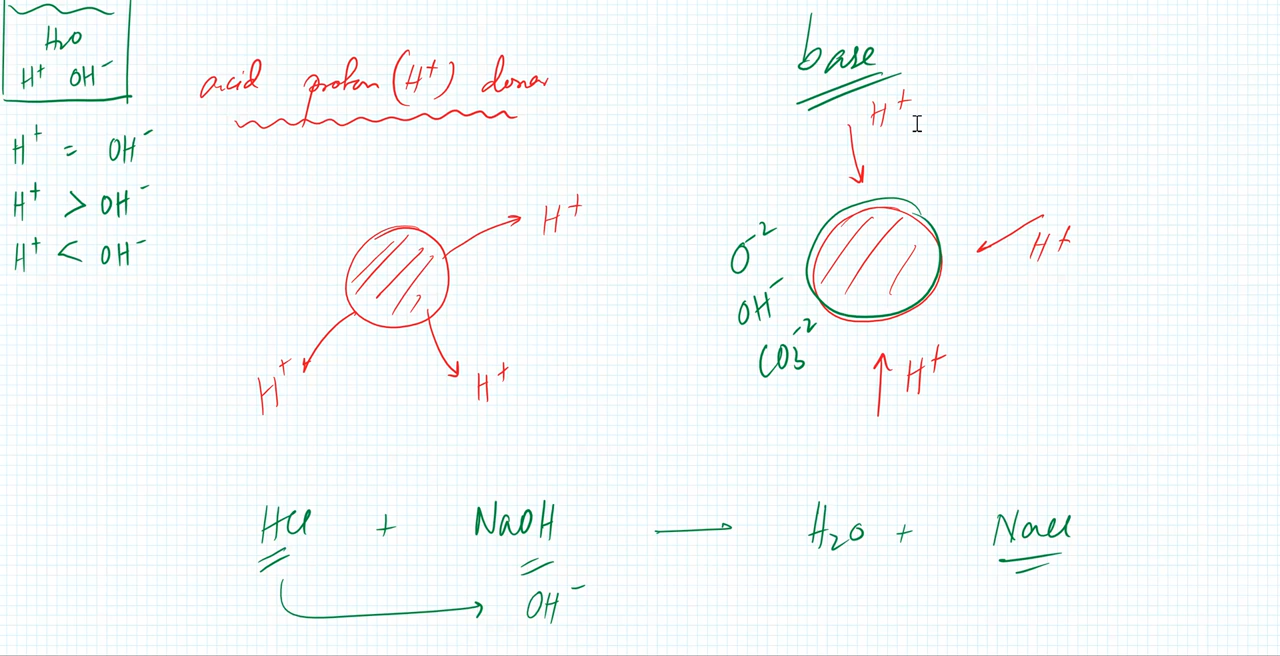 H₂O
H⁺ OH⁻
H⁺ = OH⁻
H⁺ > OH⁻
H⁺ < OH⁻
acid proton (H⁺) donor
H⁺
H⁺
H⁺
base
H⁺
H⁺
H⁺
O⁻²
OH⁻
CO₃⁻²
HCl + NaOH → H₂O + NaCl
OH⁻